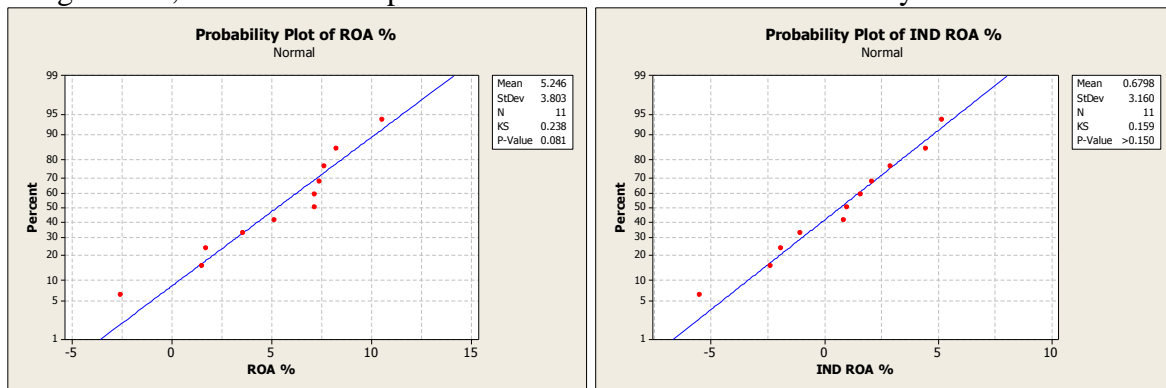 Probability Plot of ROA %
Normal
99
95
90
80
70
60
50
40
30
20
10
5
1
Percent
-5 0 5 10 15
ROA %
Mean 5.246
StDev 3.803
N 11
KS 0.238
P-Value 0.081
Probability Plot of IND ROA %
Normal
99
95
90
80
70
60
50
40
30
20
10
5
1
Percent
-5 0 5 10
IND ROA %
Mean 0.6798
StDev 3.160
N 11
KS 0.159
P-Value >0.150